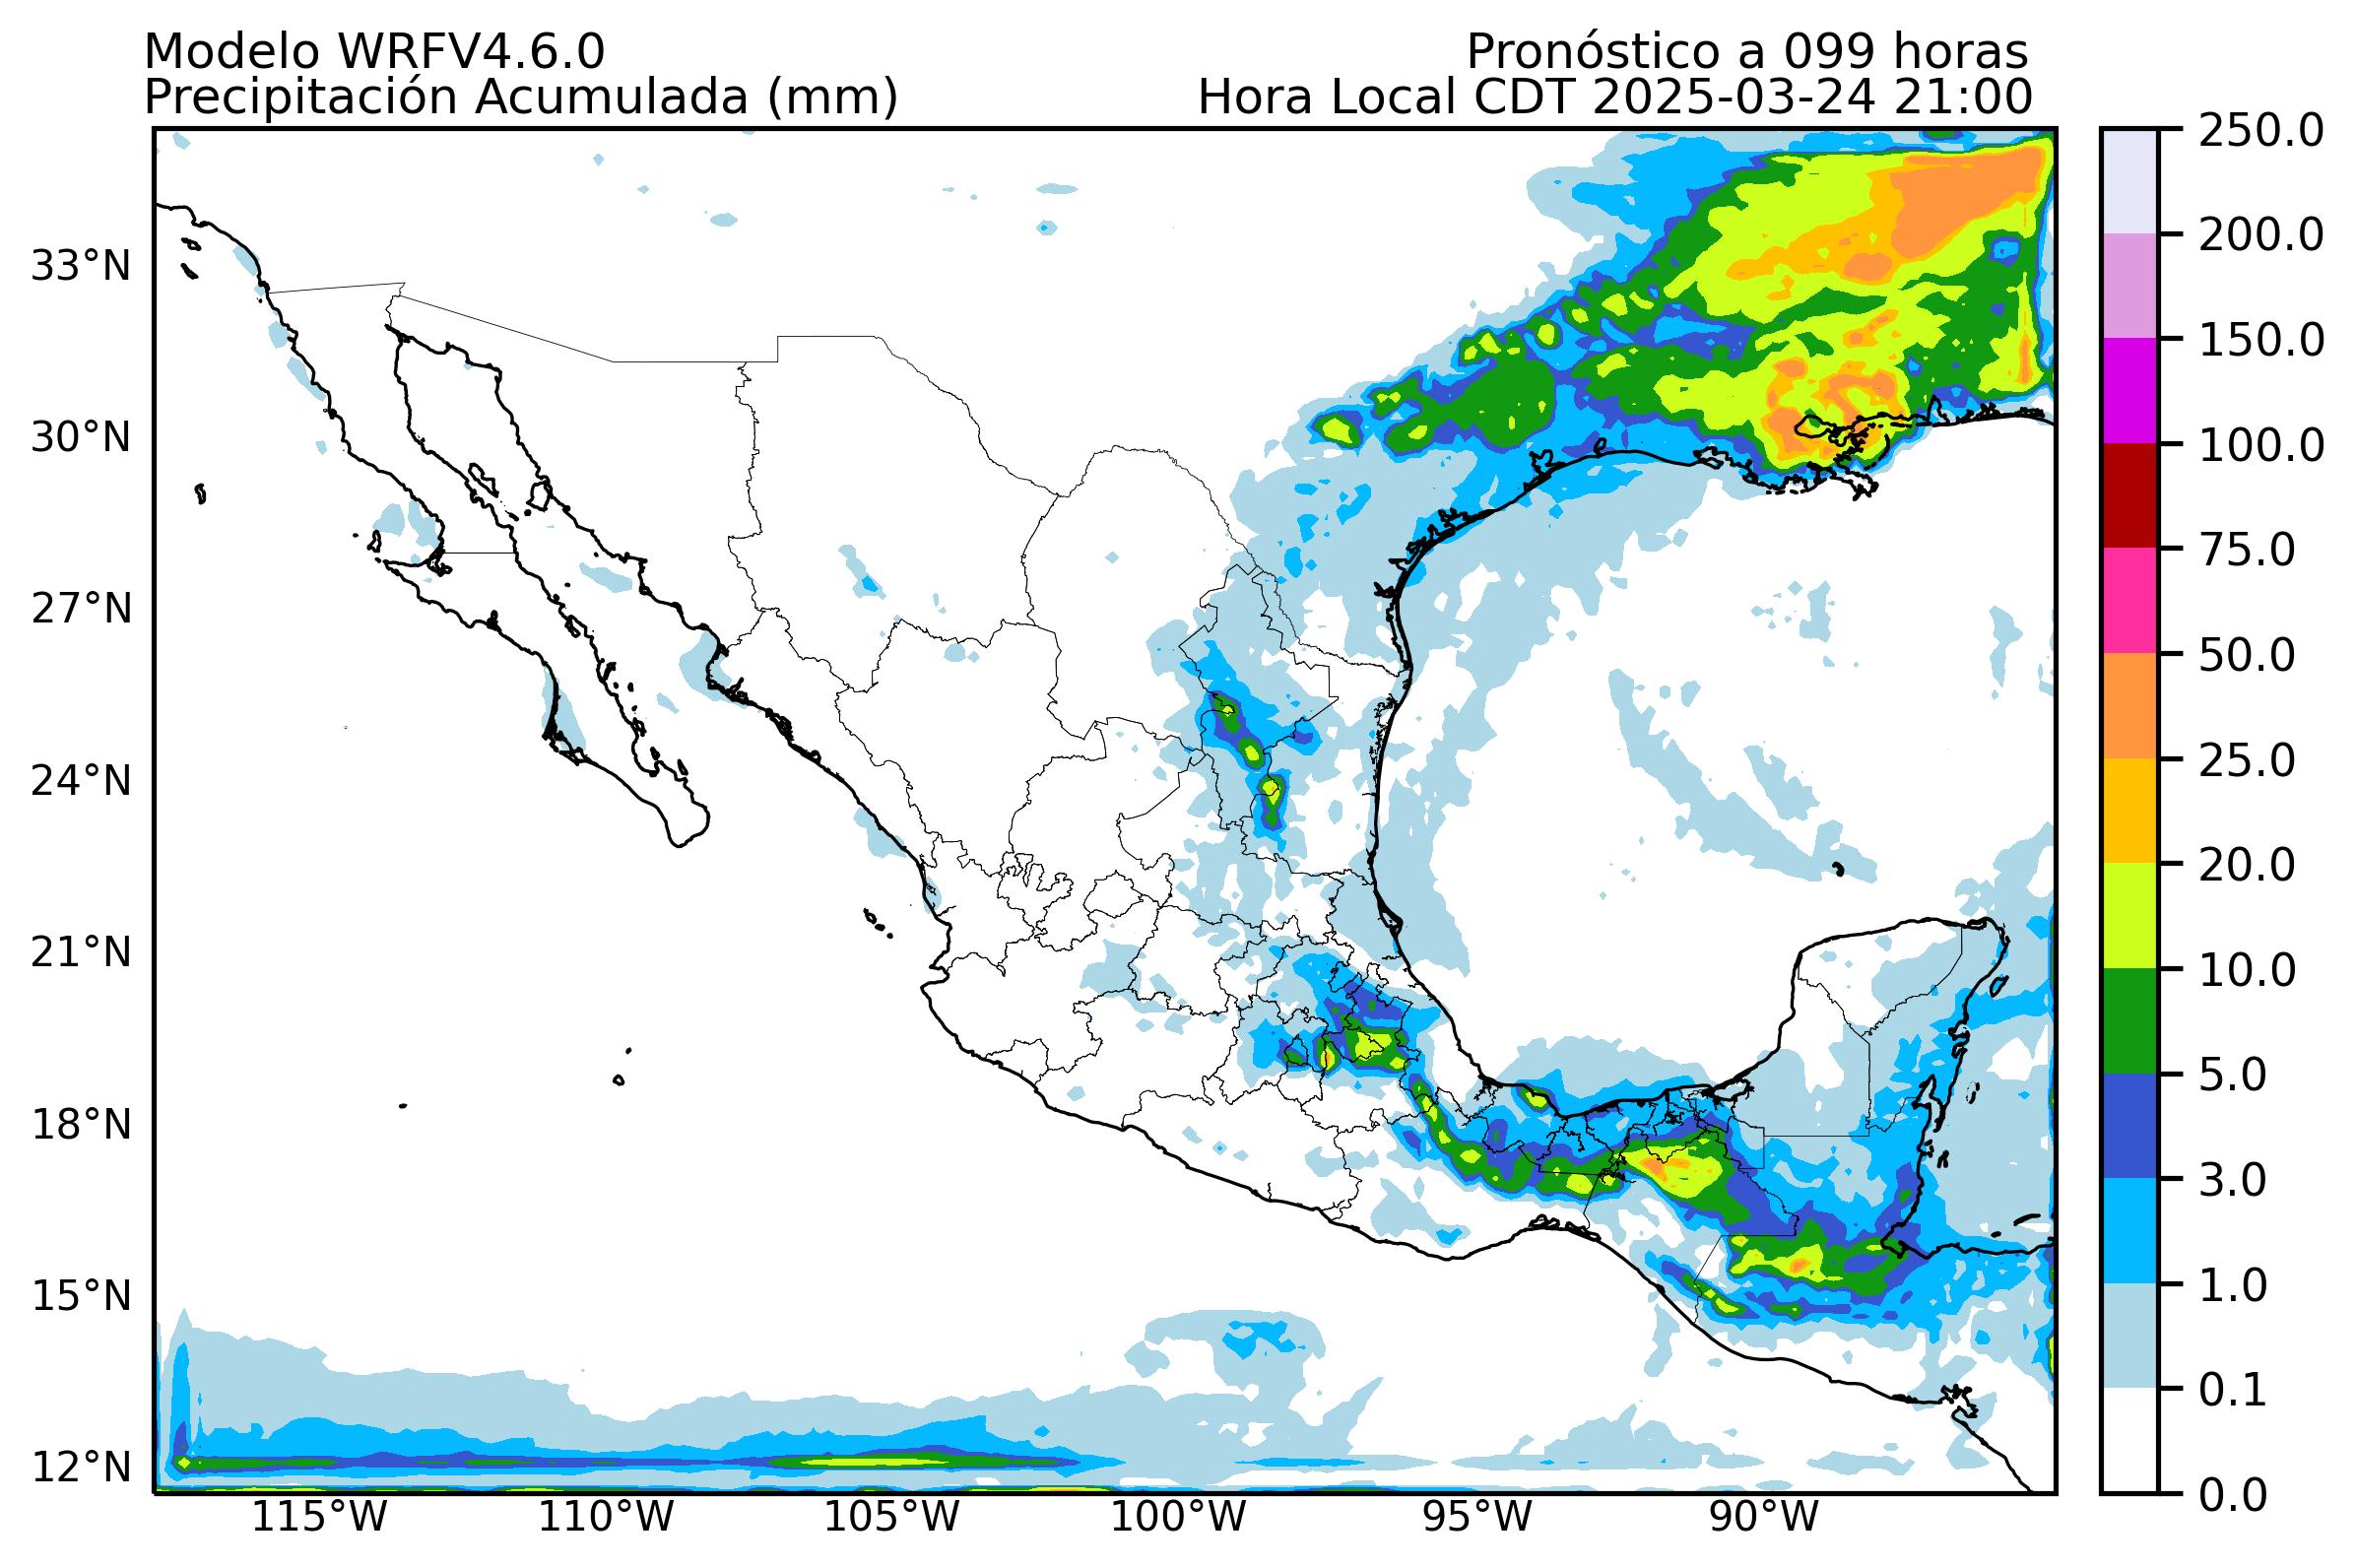 Modelo WRFV4.6.0
Pronóstico a 099 horas
Precipitación Acumulada (mm)
Hora Local CDT 2025-03-24 21:00
33°N
30°N
27°N
24°N
21°N
18°N
15°N
12°N
115°W
110°W
105°W
100°W
95°W
90°W
250.0
200.0
150.0
100.0
75.0
50.0
25.0
20.0
10.0
5.0
3.0
1.0
0.1
0.0